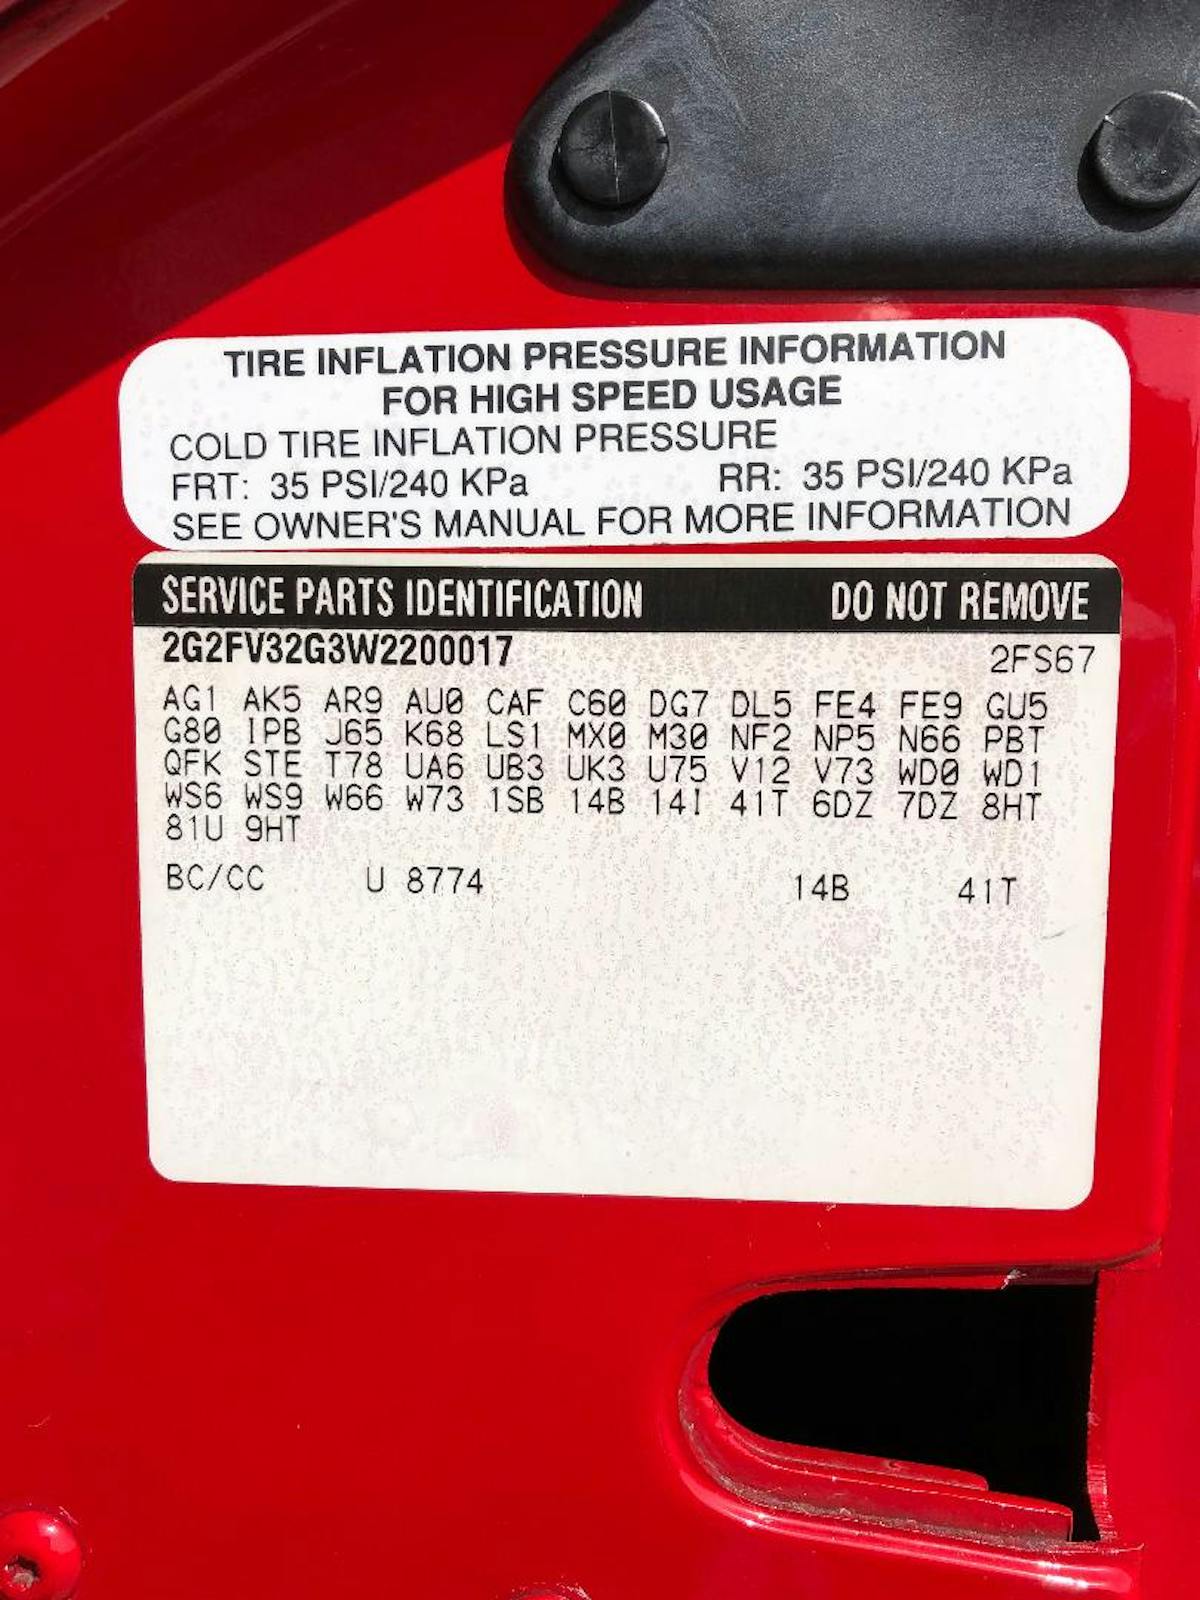 TIRE INFLATION PRESSURE INFORMATION
FOR HIGH SPEED USAGE
COLD TIRE INFLATION PRESSURE
FRT: 35 PSI/240 KPa RR: 35 PSI/240 KPa
SEE OWNER'S MANUAL FOR MORE INFORMATION
SERVICE PARTS IDENTIFICATION DO NOT REMOVE
2G2FV32G3W2200017 2FS67
AG1 AK5 AR9 AU0 CAF C60 DG7 DL5 FE4 FE9 GU5
G80 IPB J65 K68 LS1 MX0 M30 NF2 NP5 N66 PBT
QFK STE T78 UA6 UB3 UK3 U75 V12 V73 WD0 WD1
WS6 WS9 W66 W73 1SB 14B 14I 41T 6DZ 7DZ 8HT
81U 9HT
BC/CC U 8774 14B 41T